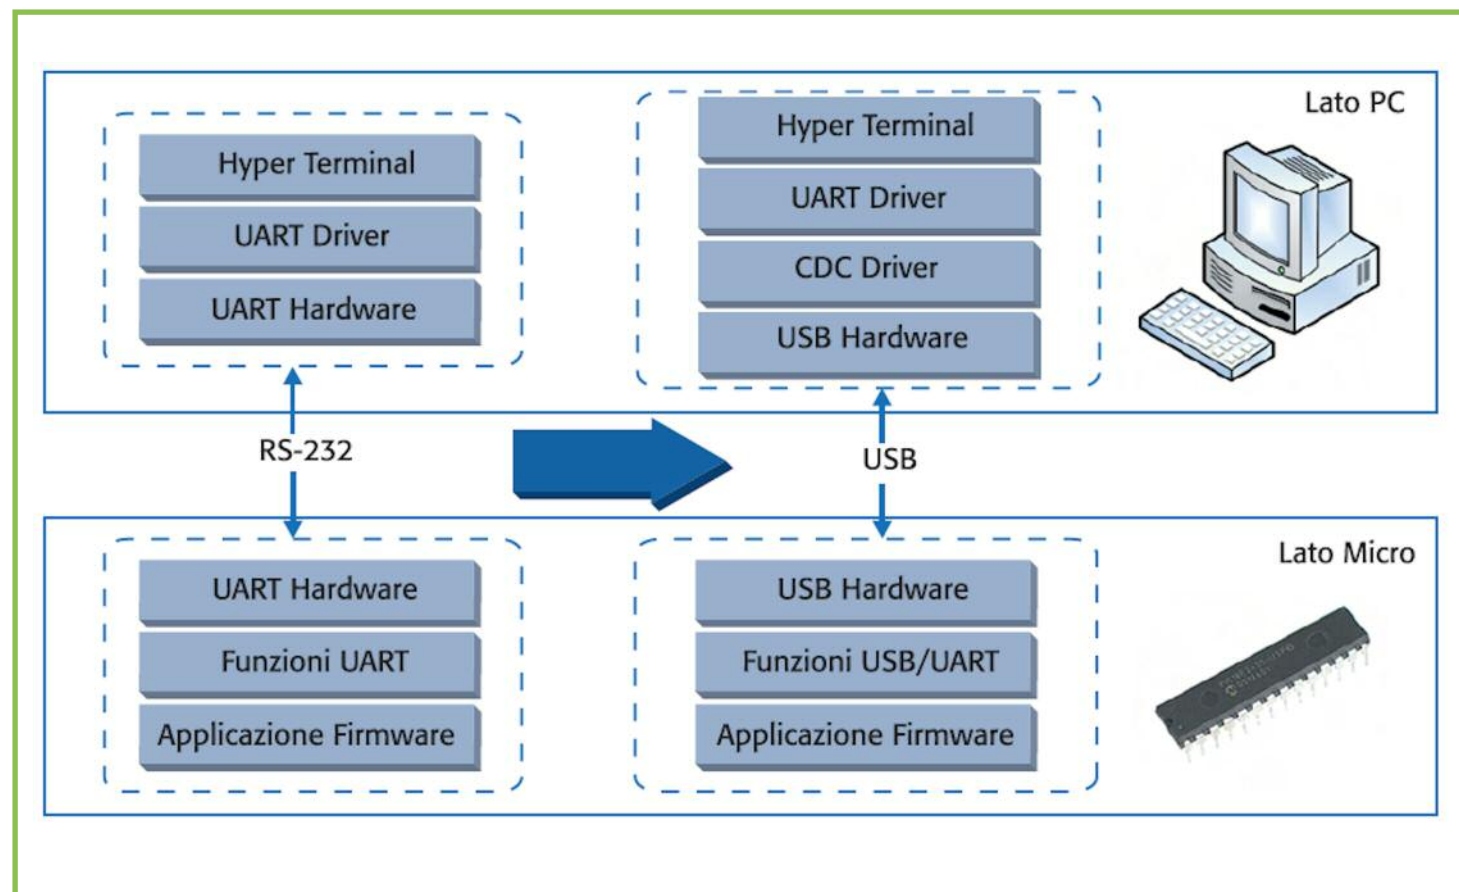 Lato PC
Hyper Terminal
UART Driver
UART Hardware
Hyper Terminal
UART Driver
CDC Driver
USB Hardware
RS-232
USB
Lato Micro
UART Hardware
Funzioni UART
Applicazione Firmware
USB Hardware
Funzioni USB/UART
Applicazione Firmware